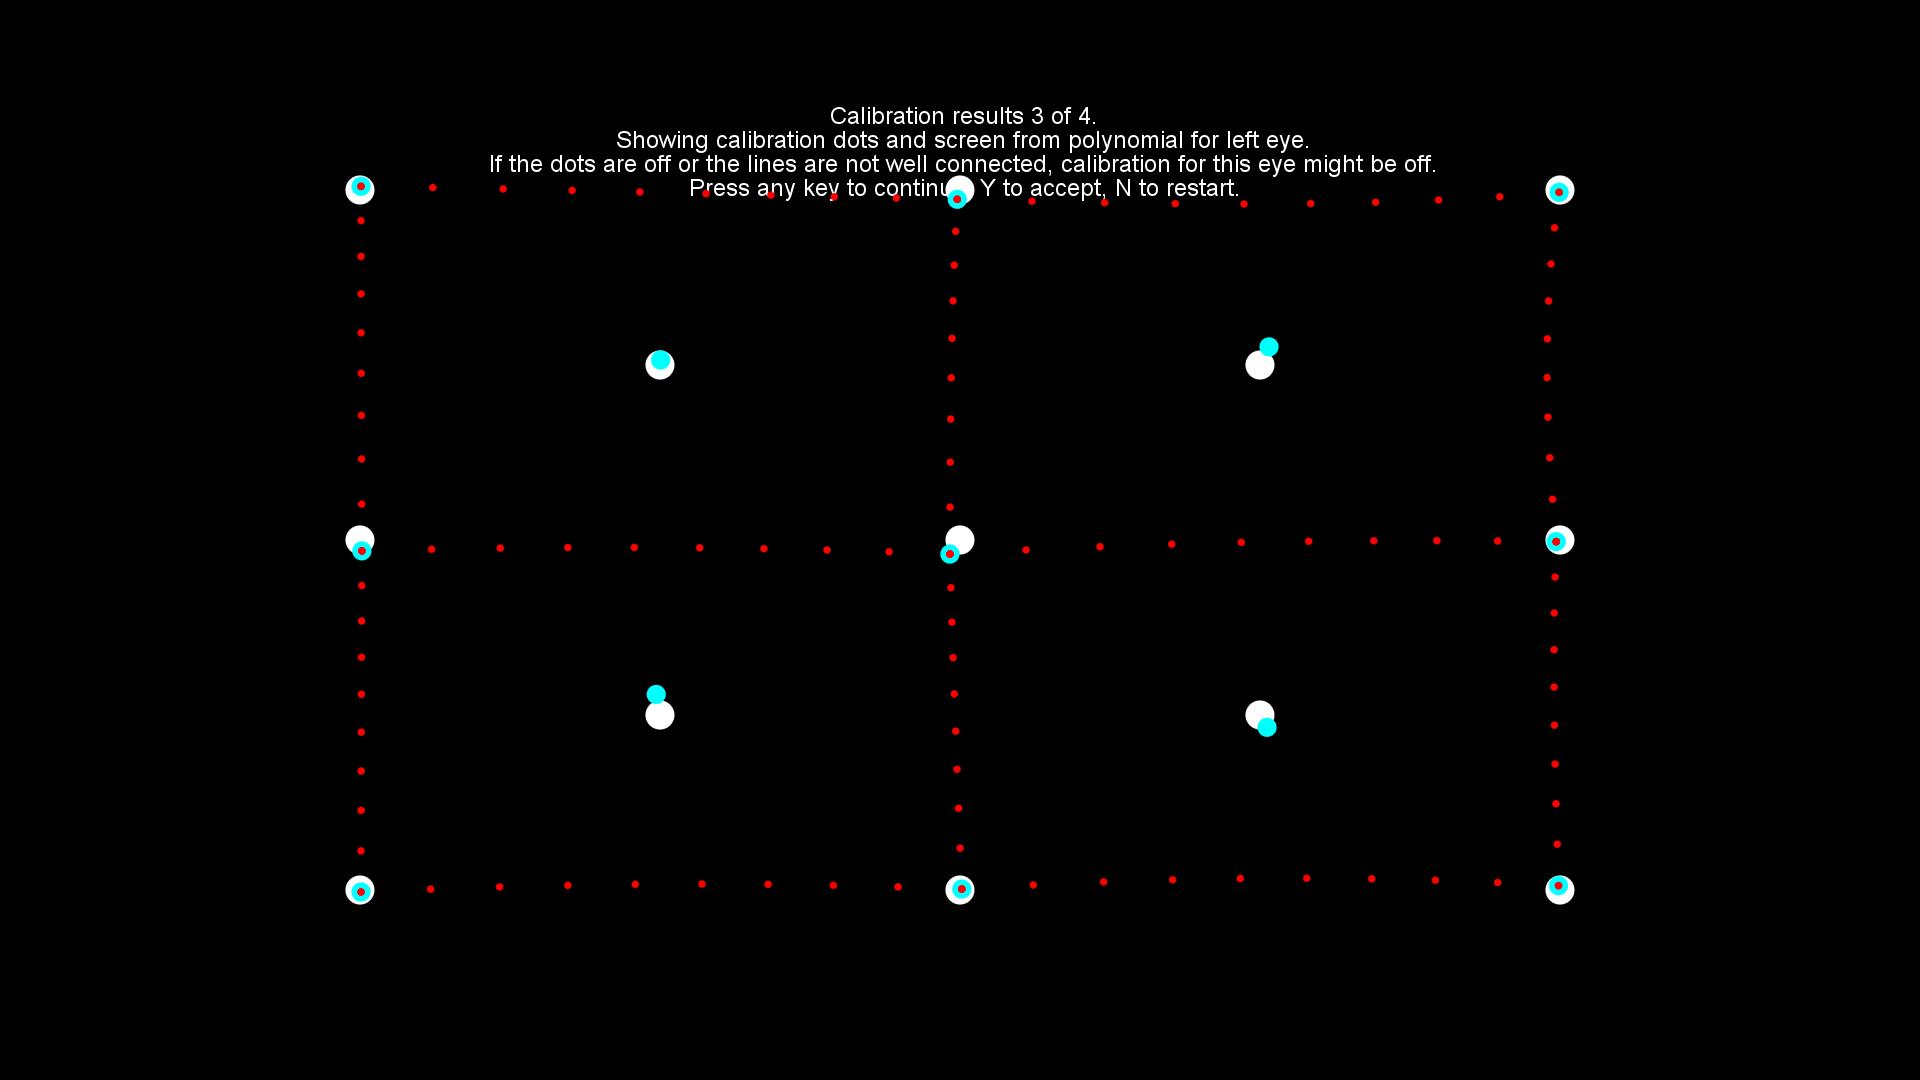 Calibration results 3 of 4.
Showing calibration dots and screen from polynomial for left eye.
If the dots are off or the lines are not well connected, calibration for this eye might be off.
Press any key to continue, Y to accept, N to restart.